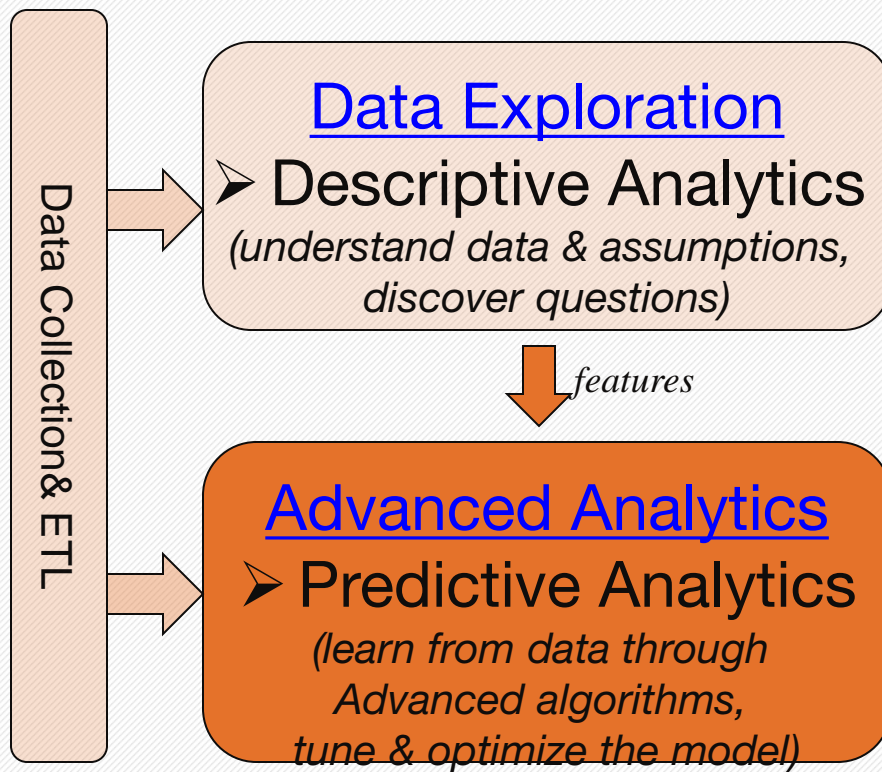 Data Collection& ETL
Data Exploration
➢ Descriptive Analytics
(understand data & assumptions,
discover questions)
features
Advanced Analytics
➢ Predictive Analytics
(learn from data through
Advanced algorithms,
tune & optimize the model)